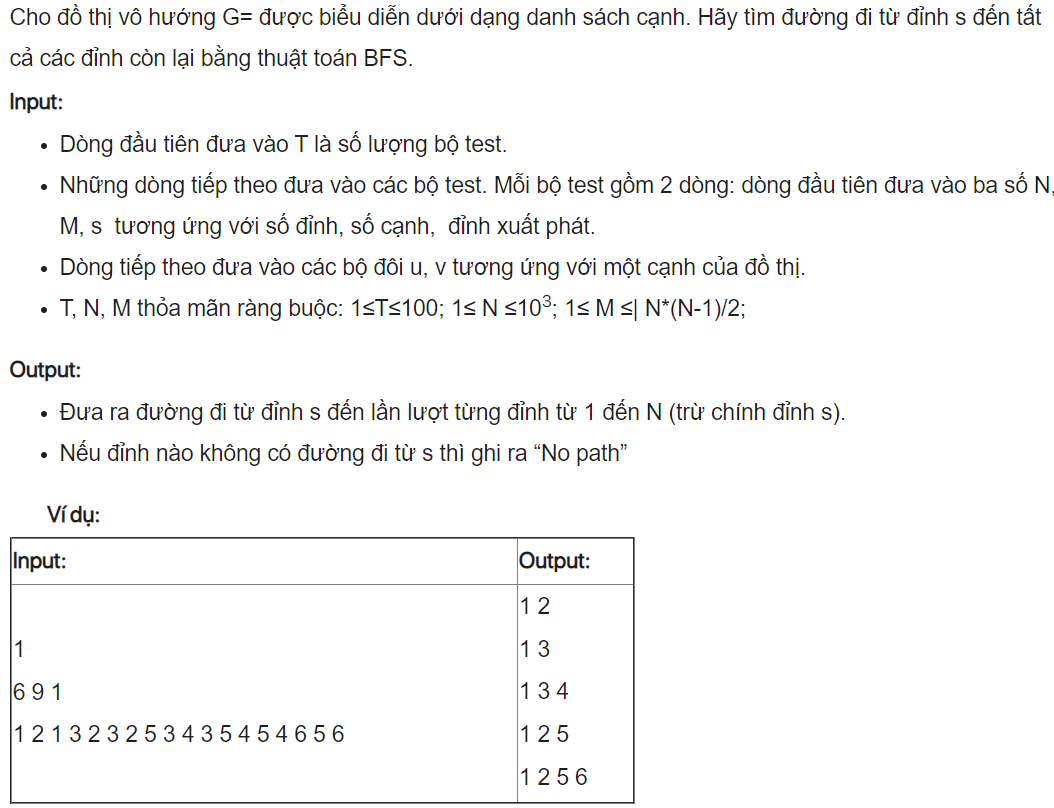 Cho đồ thị vô hướng G= được biểu diễn dưới dạng danh sách cạnh. Hãy tìm đường đi từ đỉnh s đến tất
cả các đỉnh còn lại bằng thuật toán BFS.
Input:
• Dòng đầu tiên đưa vào T là số lượng bộ test.
• Những dòng tiếp theo đưa vào các bộ test. Mỗi bộ test gồm 2 dòng: dòng đầu tiên đưa vào ba số N,
M, s tương ứng với số đỉnh, số cạnh, đỉnh xuất phát.
• Dòng tiếp theo đưa vào các bộ đôi u, v tương ứng với một cạnh của đồ thị.
• T, N, M thỏa mãn ràng buộc: 1≤T≤100; 1≤ N ≤10³; 1≤ M ≤| N*(N-1)/2;
Output:
• Đưa ra đường đi từ đỉnh s đến lần lượt từng đỉnh từ 1 đến N (trừ chính đỉnh s).
• Nếu đỉnh nào không có đường đi từ s thì ghi ra “No path”
Ví dụ:
Input:
1
6 9 1
1 2 1 3 2 3 2 5 3 4 3 5 4 5 4 6 5 6
Output:
1 2
1 3
1 3 4
1 2 5
1 2 5 6